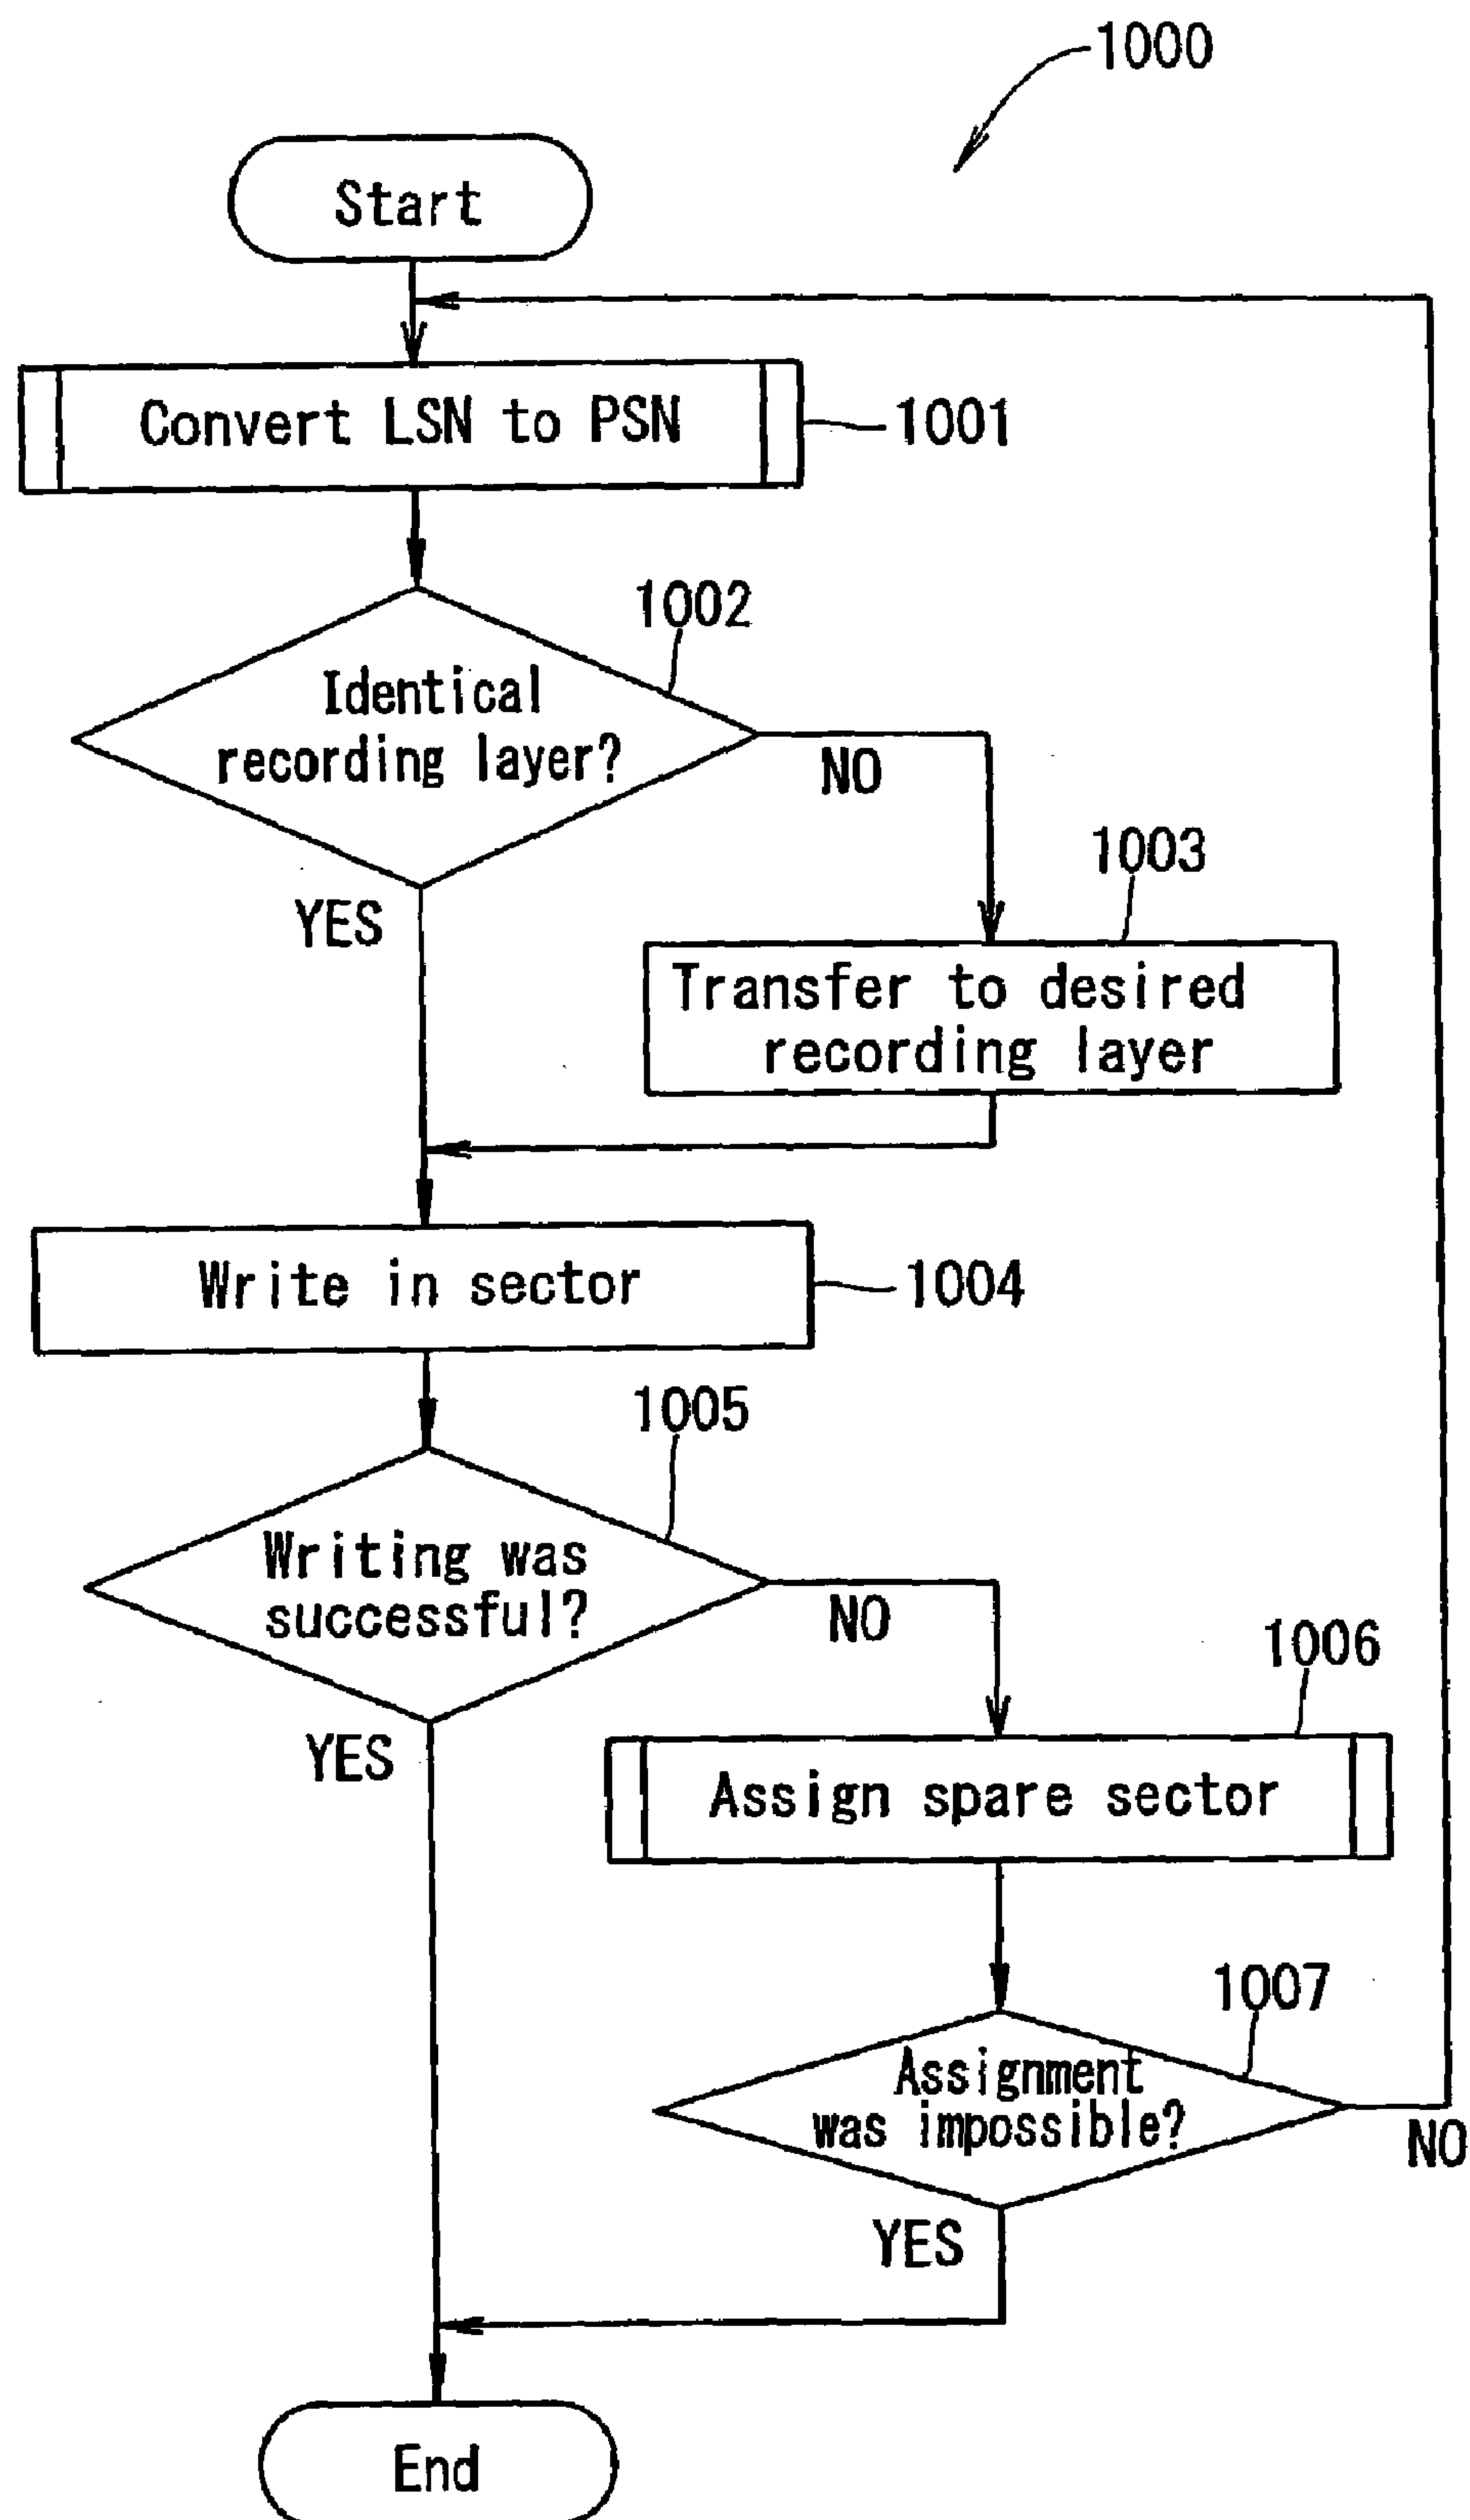 1000
Start
Convert LSN to PSN
1001
1002
Identical
recording layer?
NO
YES
1003
Transfer to desired
recording layer
Write in sector
1004
1005
Writing was
successful?
NO
YES
1006
Assign spare sector
1007
Assignment
was impossible?
NO
YES
End